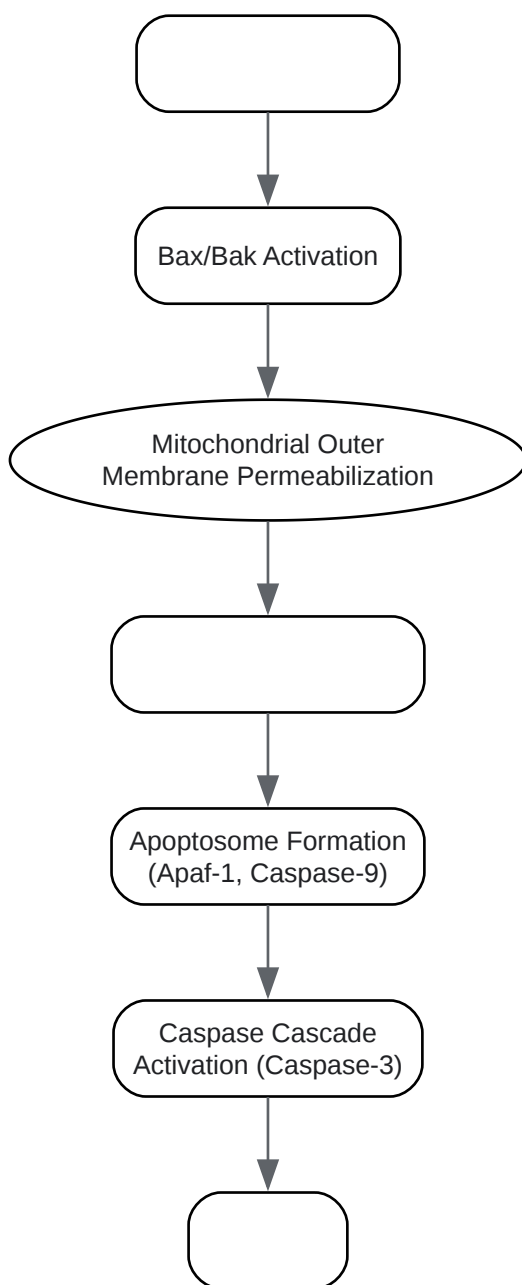 Bax/Bak Activation
Mitochondrial Outer
Membrane Permeabilization
Apoptosome Formation
(Apaf-1, Caspase-9)
Caspase Cascade
Activation (Caspase-3)